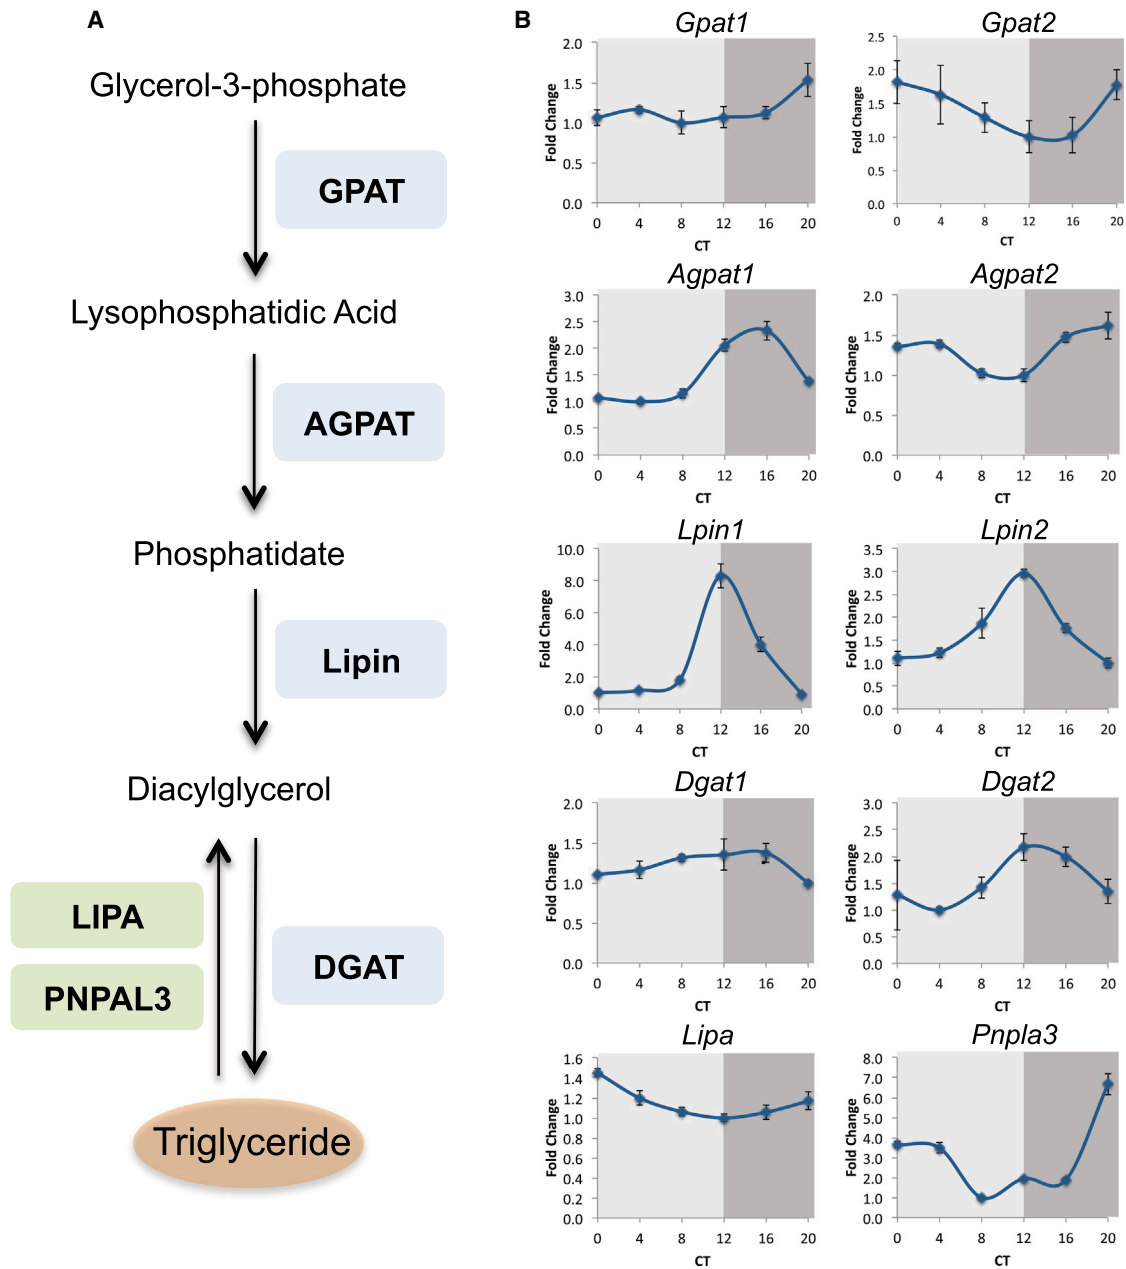 A
Glycerol-3-phosphate
GPAT
Lysophosphatidic Acid
AGPAT
Phosphatidate
Lipin
Diacylglycerol
LIPA
PNPAL3
DGAT
Triglyceride
B
Gpat1
Fold Change
2.0
1.5
1.0
0.5
0.0
0 4 8 12 16 20
CT
Gpat2
Fold Change
2.5
2.0
1.5
1.0
0.5
0.0
0 4 8 12 16 20
CT
Agpat1
Fold Change
3.0
2.5
2.0
1.5
1.0
0.5
0.0
0 4 8 12 16 20
CT
Agpat2
Fold Change
2.0
1.5
1.0
0.5
0.0
0 4 8 12 16 20
CT
Lpin1
Fold Change
10.0
8.0
6.0
4.0
2.0
0.0
0 4 8 12 16 20
CT
Lpin2
Fold Change
3.5
3.0
2.5
2.0
1.5
1.0
0.5
0.0
0 4 8 12 16 20
CT
Dgat1
Fold Change
2.0
1.5
1.0
0.5
0.0
0 4 8 12 16 20
CT
Dgat2
Fold Change
3.0
2.5
2.0
1.5
1.0
0.5
0.0
0 4 8 12 16 20
CT
Lipa
Fold Change
1.6
1.4
1.2
1.0
0.8
0.6
0.4
0.2
0.0
0 4 8 12 16 20
CT
Pnpla3
Fold Change
8.0
7.0
6.0
5.0
4.0
3.0
2.0
1.0
0.0
0 4 8 12 16 20
CT